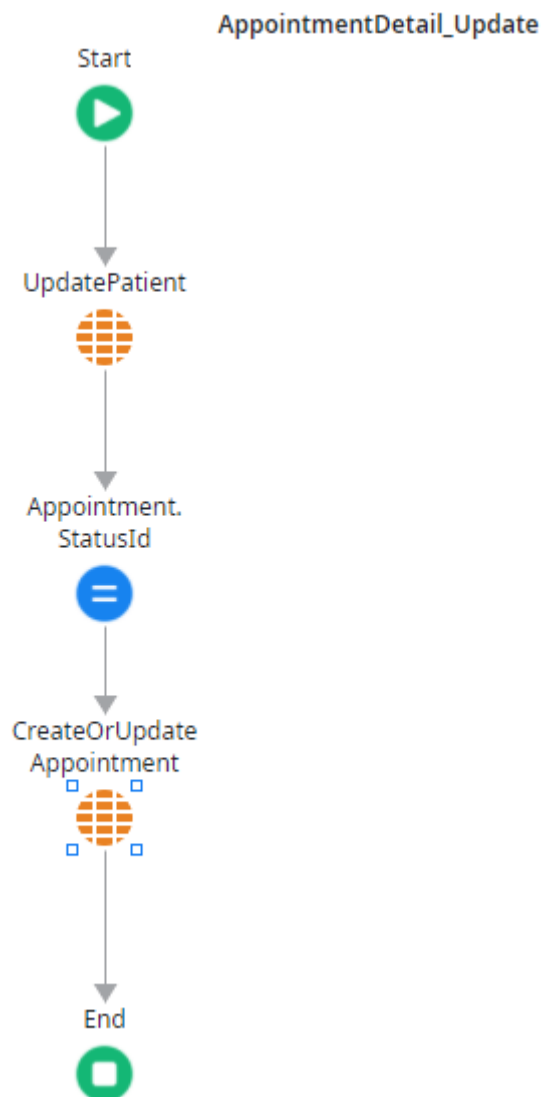 AppointmentDetail_Update
Start
UpdatePatient
Appointment.
StatusId
CreateOrUpdate
Appointment
End